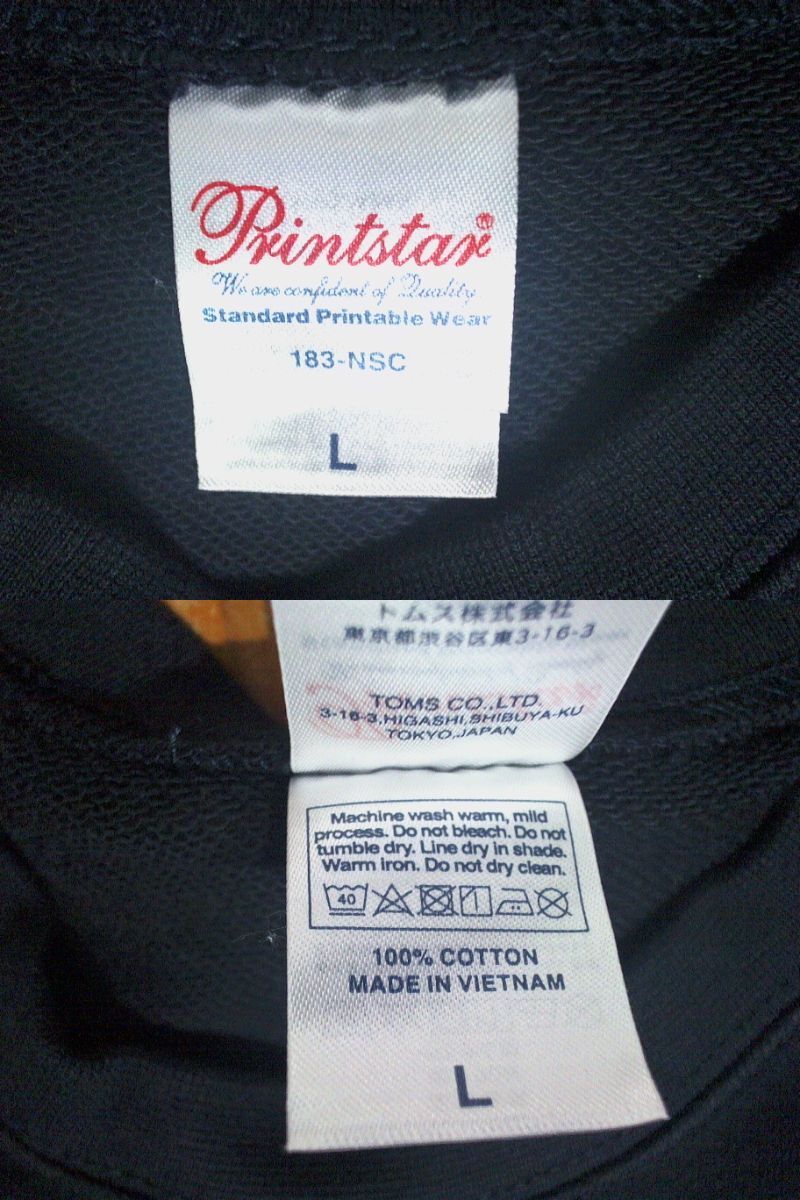 Printstar®
We are confident of Quality
Standard Printable Wear
183-NSC
L
トムス株式会社
東京都渋谷区東3-16-3
TOMS CO.,LTD.
3-16-3,HIGASHI,SHIBUYA-KU
TOKYO,JAPAN
Machine wash warm, mild
process. Do not bleach. Do not
tumble dry. Line dry in shade.
Warm iron. Do not dry clean.
40
100% COTTON
MADE IN VIETNAM
L